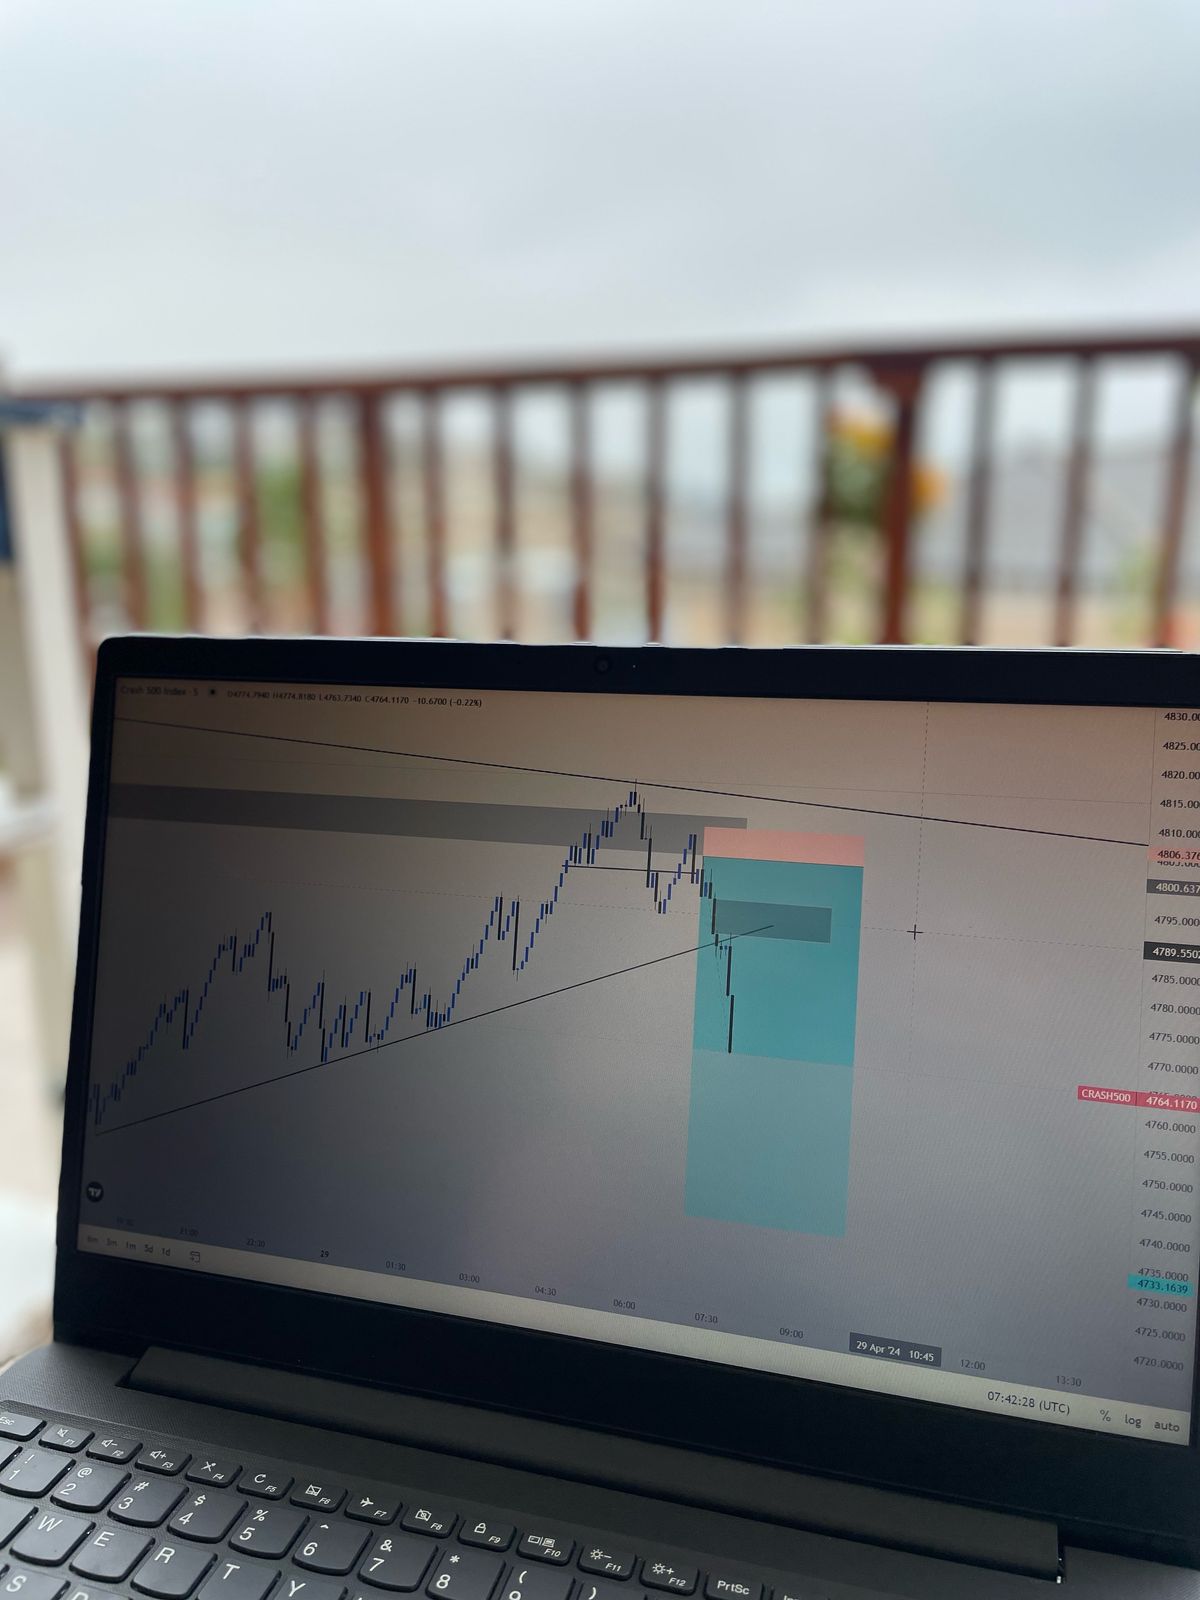 Crash 500 Index · 5 O4774.7940 H4774.8180 L4763.7340 C4764.1170 −10.6700 (−0.22%)
4830.00
4825.00
4820.00
4815.00
4810.00
4806.376
4800.637
4795.000
4789.5502
4785.0000
4780.0000
4775.0000
4770.0000
CRASH500 4764.1170
4760.0000
4755.0000
4750.0000
4745.0000
4740.0000
4735.0000
4733.1639
4730.0000
4725.0000
4720.0000
21:00 22:30 29 01:30 03:00 04:30 06:00 07:30 09:00 29 Apr '24 10:45 12:00 13:30
3m 1m 5d 1d
07:42:28 (UTC) % log auto
Esc F1 F2 F3 F4 F5 F6 F7 F8 F9 F10 F11 F12 PrtSc
! @ # $ % ^ & * ( )
1 2 3 4 5 6 7 8 9
W E R T Y
S D